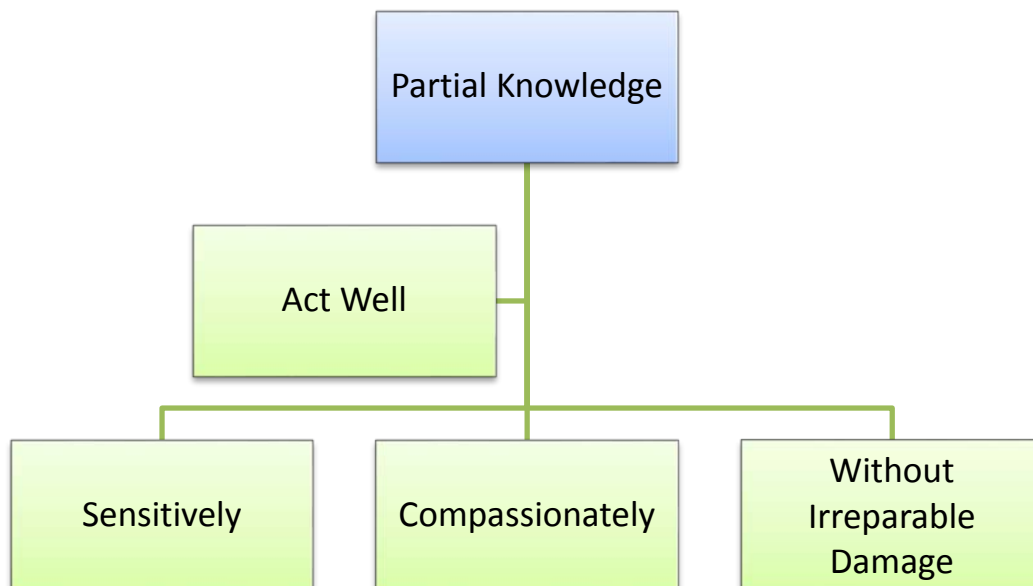 Partial Knowledge
Act Well
Sensitively
Compassionately
Without
Irreparable
Damage